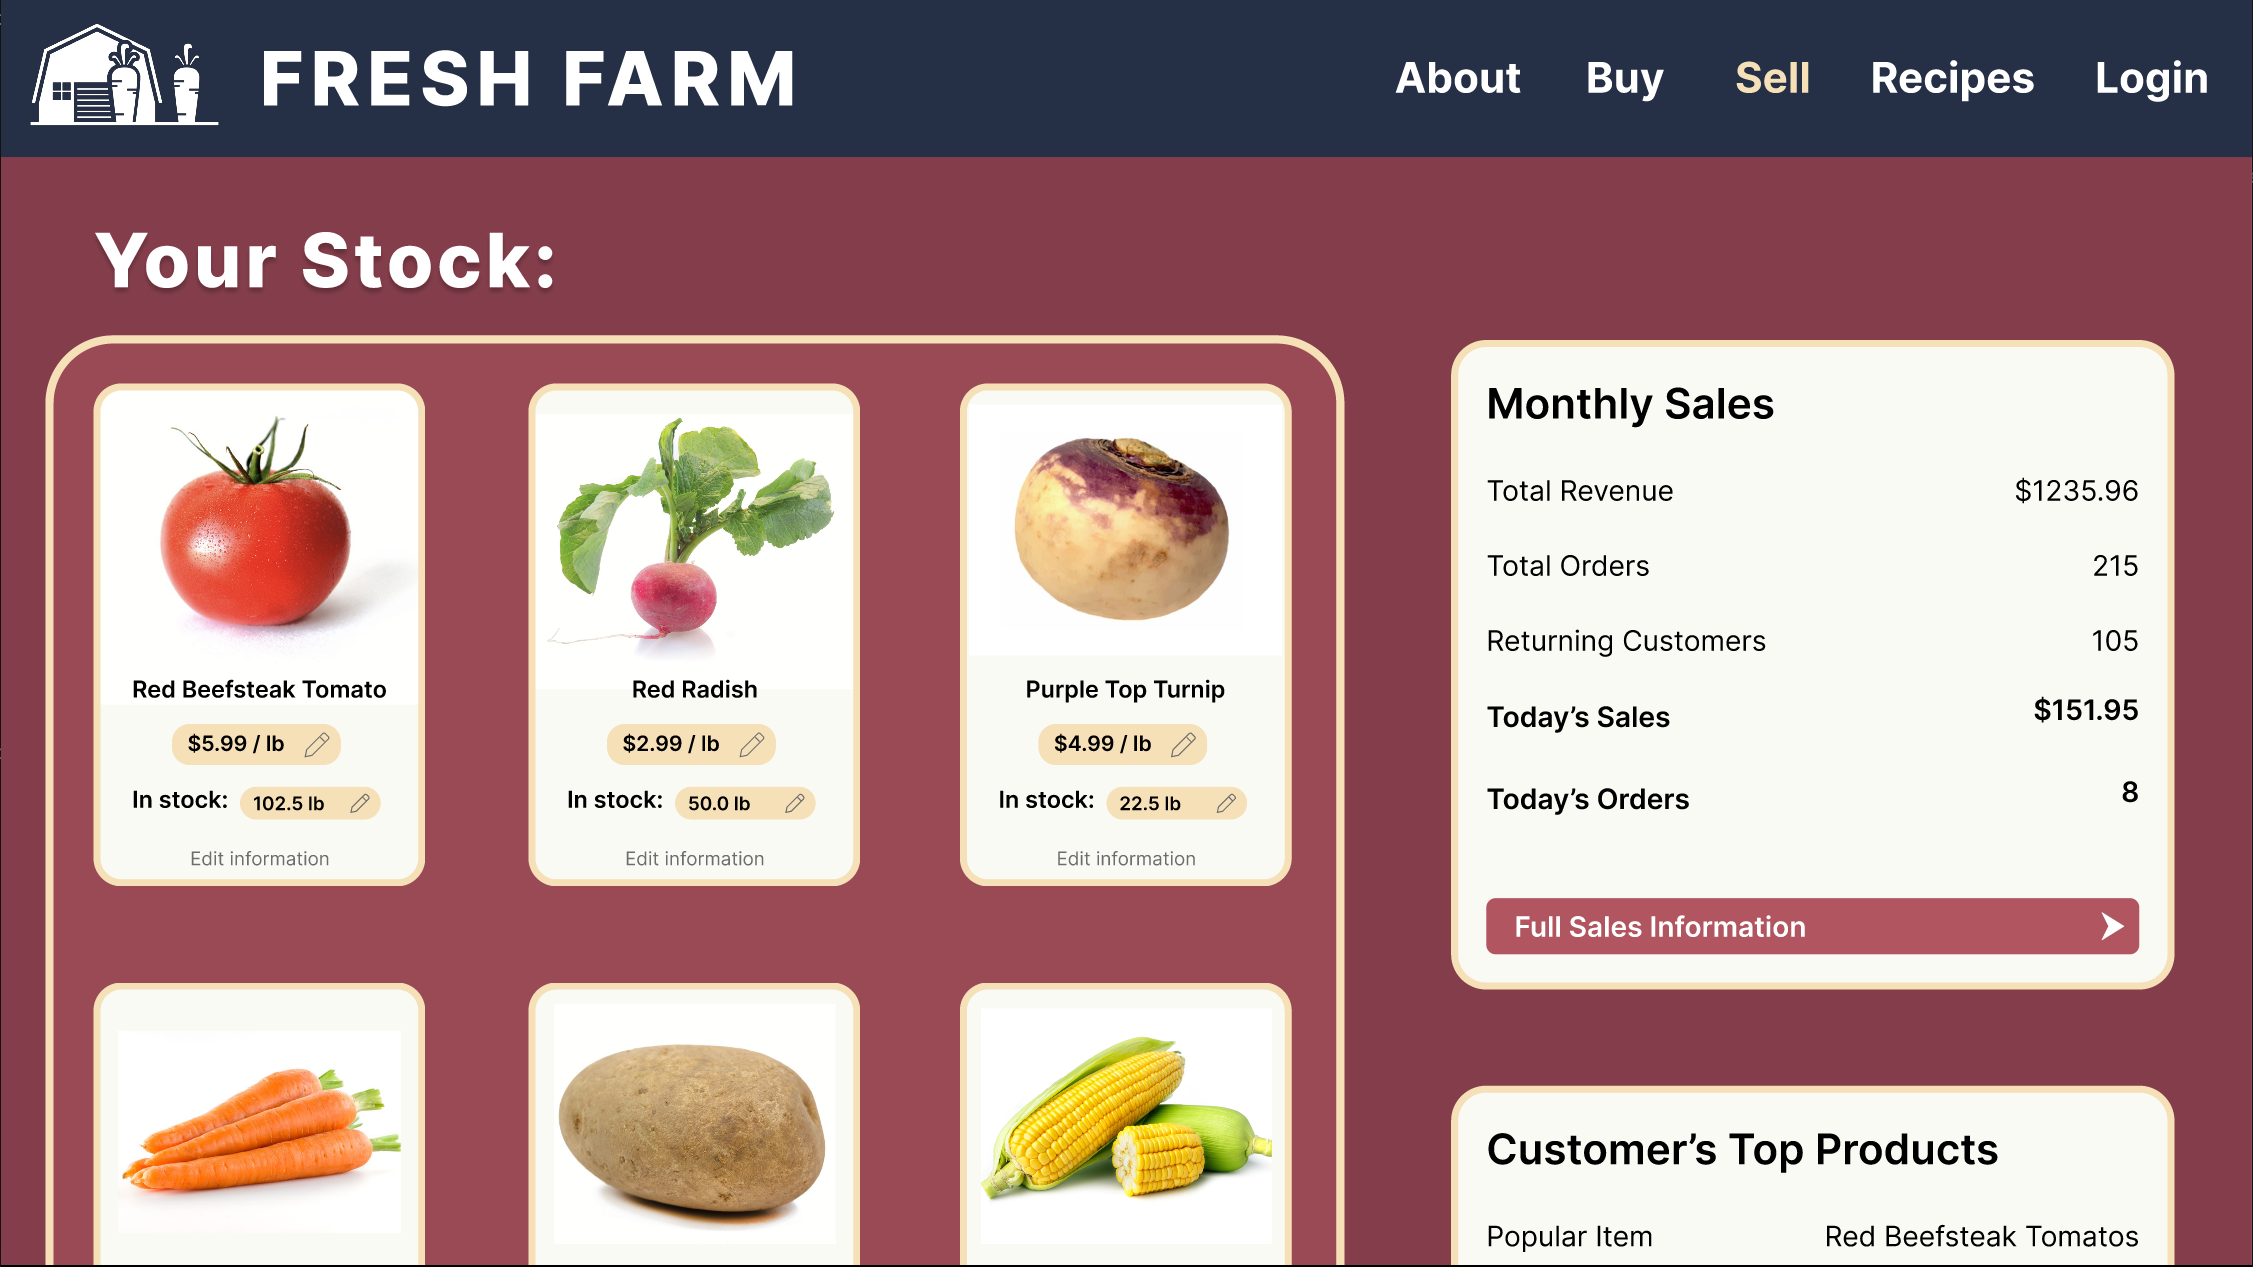 FRESH FARM
About
Buy
Sell
Recipes
Login
Your Stock:
Red Beefsteak Tomato
$5.99 / lb
In stock: 102.5 lb
Edit information
Red Radish
$2.99 / lb
In stock: 50.0 lb
Edit information
Purple Top Turnip
$4.99 / lb
In stock: 22.5 lb
Edit information
Monthly Sales
Total Revenue $1235.96
Total Orders 215
Returning Customers 105
Today’s Sales $151.95
Today’s Orders 8
Full Sales Information
Customer’s Top Products
Popular Item Red Beefsteak Tomatos